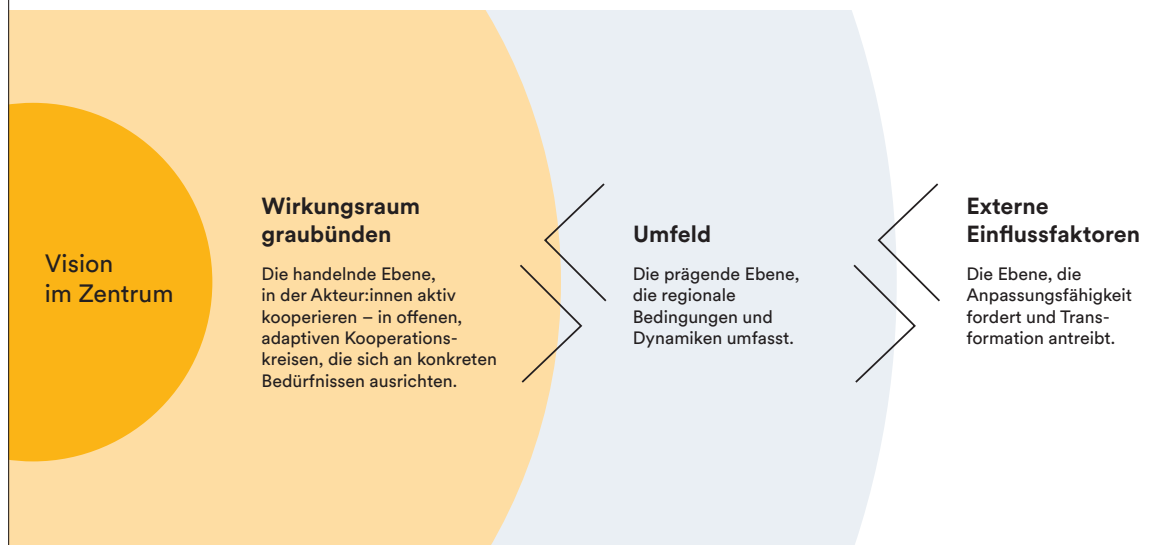 Vision
im Zentrum
Wirkungsraum
graubünden
Die handelnde Ebene,
in der Akteur:innen aktiv
kooperieren – in offenen,
adaptiven Kooperations-
kreisen, die sich an konkreten
Bedürfnissen ausrichten.
Umfeld
Die prägende Ebene,
die regionale
Bedingungen und
Dynamiken umfasst.
Externe
Einflussfaktoren
Die Ebene, die
Anpassungsfähigkeit
fordert und Trans-
formation antreibt.